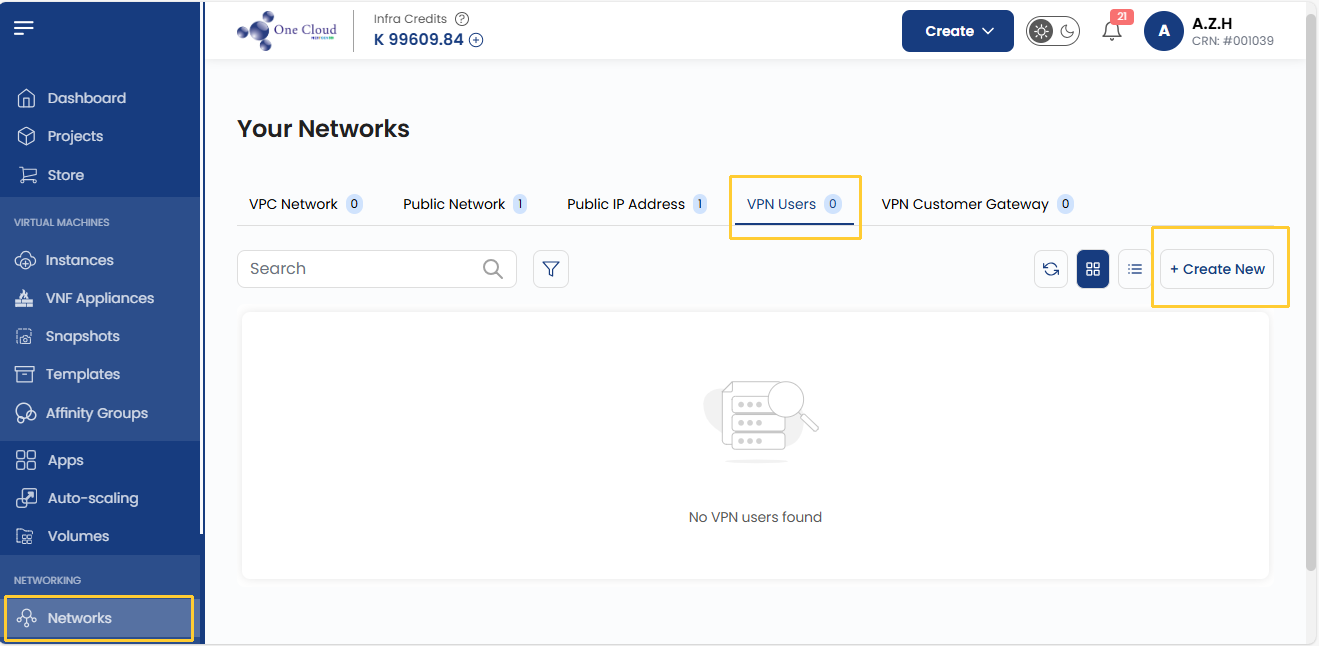 One Cloud
Infra Credits ?
K 99609.84
Create
21
A
A.Z.H
CRN: #001039
Dashboard
Projects
Store
VIRTUAL MACHINES
Instances
VNF Appliances
Snapshots
Templates
Affinity Groups
Apps
Auto-scaling
Volumes
NETWORKING
Networks
Your Networks
VPC Network 0
Public Network 1
Public IP Address 1
VPN Users 0
VPN Customer Gateway 0
Search
+ Create New
No VPN users found